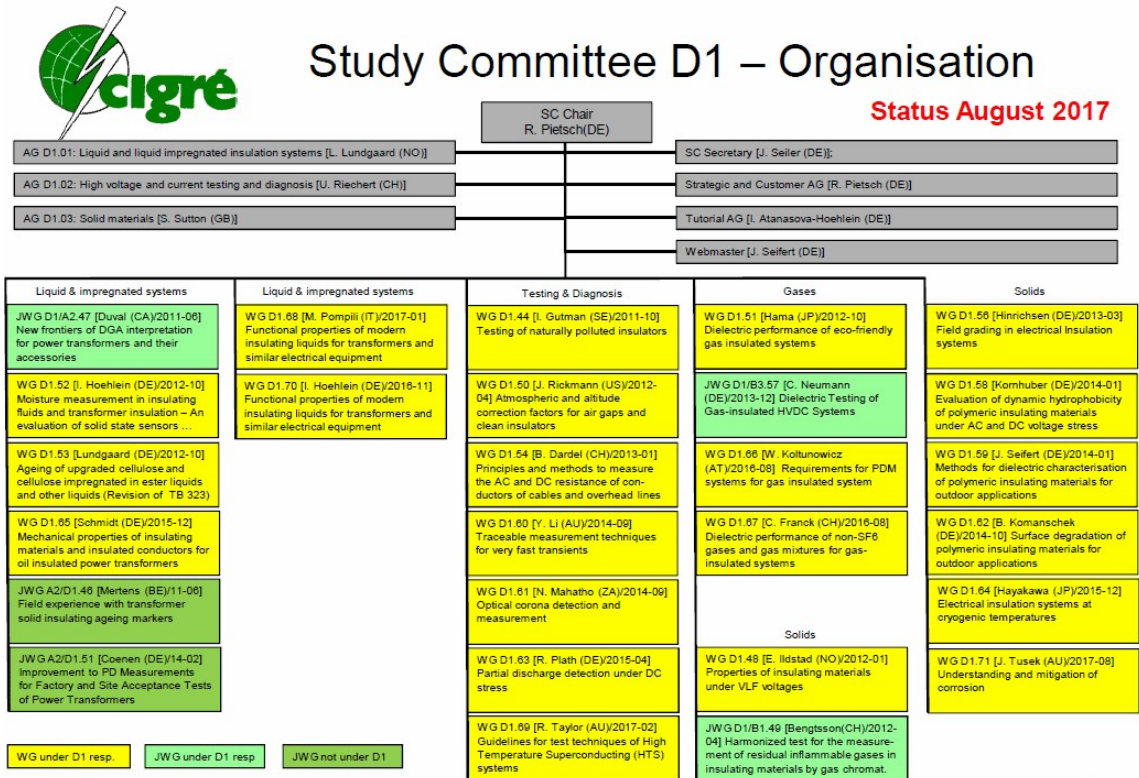 cigré
Study Committee D1 – Organisation
Status August 2017
SC Chair
R. Pietsch(DE)
AG D1.01: Liquid and liquid impregnated insulation systems [L. Lundgaard (NO)]
AG D1.02: High voltage and current testing and diagnosis [U. Riechert (CH)]
AG D1.03: Solid materials [S. Sutton (GB)]
SC Secretary [J. Seiler (DE)];
Strategic and Customer AG [R. Pietsch (DE)]
Tutorial AG [I. Atanasova-Hoehlein (DE)]
Webmaster [J. Seifert (DE)]
Liquid & impregnated systems
JWG D1/A2.47 [Duval (CA)/2011-06]
New frontiers of DGA interpretation
for power transformers and their
accessories
WG D1.52 [I. Hoehlein (DE)/2012-10]
Moisture measurement in insulating
fluids and transformer insulation – An
evaluation of solid state sensors ...
WG D1.53 [Lundgaard (DE)/2012-10]
Ageing of upgraded cellulose and
cellulose impregnated in ester liquids
and other liquids (Revision of TB 323)
WG D1.65 [Schmidt (DE)/2015-12]
Mechanical properties of insulating
materials and insulated conductors for
oil insulated power transformers
JWG A2/D1.46 [Mertens (BE)/11-06]
Field experience with transformer
solid insulating ageing markers
JWG A2/D1.51 [Coenen (DE)/14-02]
Improvement to PD Measurements
for Factory and Site Acceptance Tests
of Power Transformers
Liquid & impregnated systems
WG D1.68 [M. Pompili (IT)/2017-01]
Functional properties of modern
insulating liquids for transformers and
similar electrical equipment
WG D1.70 [I. Hoehlein (DE)/2016-11]
Functional properties of modern
insulating liquids for transformers and
similar electrical equipment
Testing & Diagnosis
WG D1.44 [I. Gutman (SE)/2011-10]
Testing of naturally polluted insulators
WG D1.50 [J. Rickmann (US)/2012-
04] Atmospheric and altitude
correction factors for air gaps and
clean insulators
WG D1.54 [B. Dardel (CH)/2013-01]
Principles and methods to measure
the AC and DC resistance of con-
ductors of cables and overhead lines
WG D1.60 [Y. Li (AU)/2014-09]
Traceable measurement techniques
for very fast transients
WG D1.61 [N. Mahatho (ZA)/2014-09]
Optical corona detection and
measurement
WG D1.63 [R. Plath (DE)/2015-04]
Partial discharge detection under DC
stress
WG D1.69 [R. Taylor (AU)/2017-02]
Guidelines for test techniques of High
Temperature Superconducting (HTS)
systems
Gases
WG D1.51 [Hama (JP)/2012-10]
Dielectric performance of eco-friendly
gas insulated systems
JWG D1/B3.57 [C. Neumann
(DE)/2013-12] Dielectric Testing of
Gas-insulated HVDC Systems
WG D1.66 [W. Koltunowicz
(AT)/2016-08] Requirements for PDM
systems for gas insulated system
WG D1.67 [C. Franck (CH)/2016-08]
Dielectric performance of non-SF6
gases and gas mixtures for gas-
insulated systems
Solids
WG D1.48 [E. Ildstad (NO)/2012-01]
Properties of insulating materials
under VLF voltages
JWG D1/B1.49 [Bengtsson(CH)/2012-
04] Harmonized test for the measure-
ment of residual inflammable gases in
insulating materials by gas chromat.
Solids
WG D1.56 [Hinrichsen (DE)/2013-03]
Field grading in electrical Insulation
systems
WG D1.58 [Kornhuber (DE)/2014-01]
Evaluation of dynamic hydrophobicity
of polymeric insulating materials
under AC and DC voltage stress
WG D1.59 [J. Seifert (DE)/2014-01]
Methods for dielectric characterisation
of polymeric insulating materials for
outdoor applications
WG D1.62 [B. Komanschek
(DE)/2014-10] Surface degradation of
polymeric insulating materials for
outdoor applications
WG D1.64 [Hayakawa (JP)/2015-12]
Electrical insulation systems at
cryogenic temperatures
WG D1.71 [J. Tusek (AU)/2017-08]
Understanding and mitigation of
corrosion
WG under D1 resp.
JWG under D1 resp
JWG not under D1